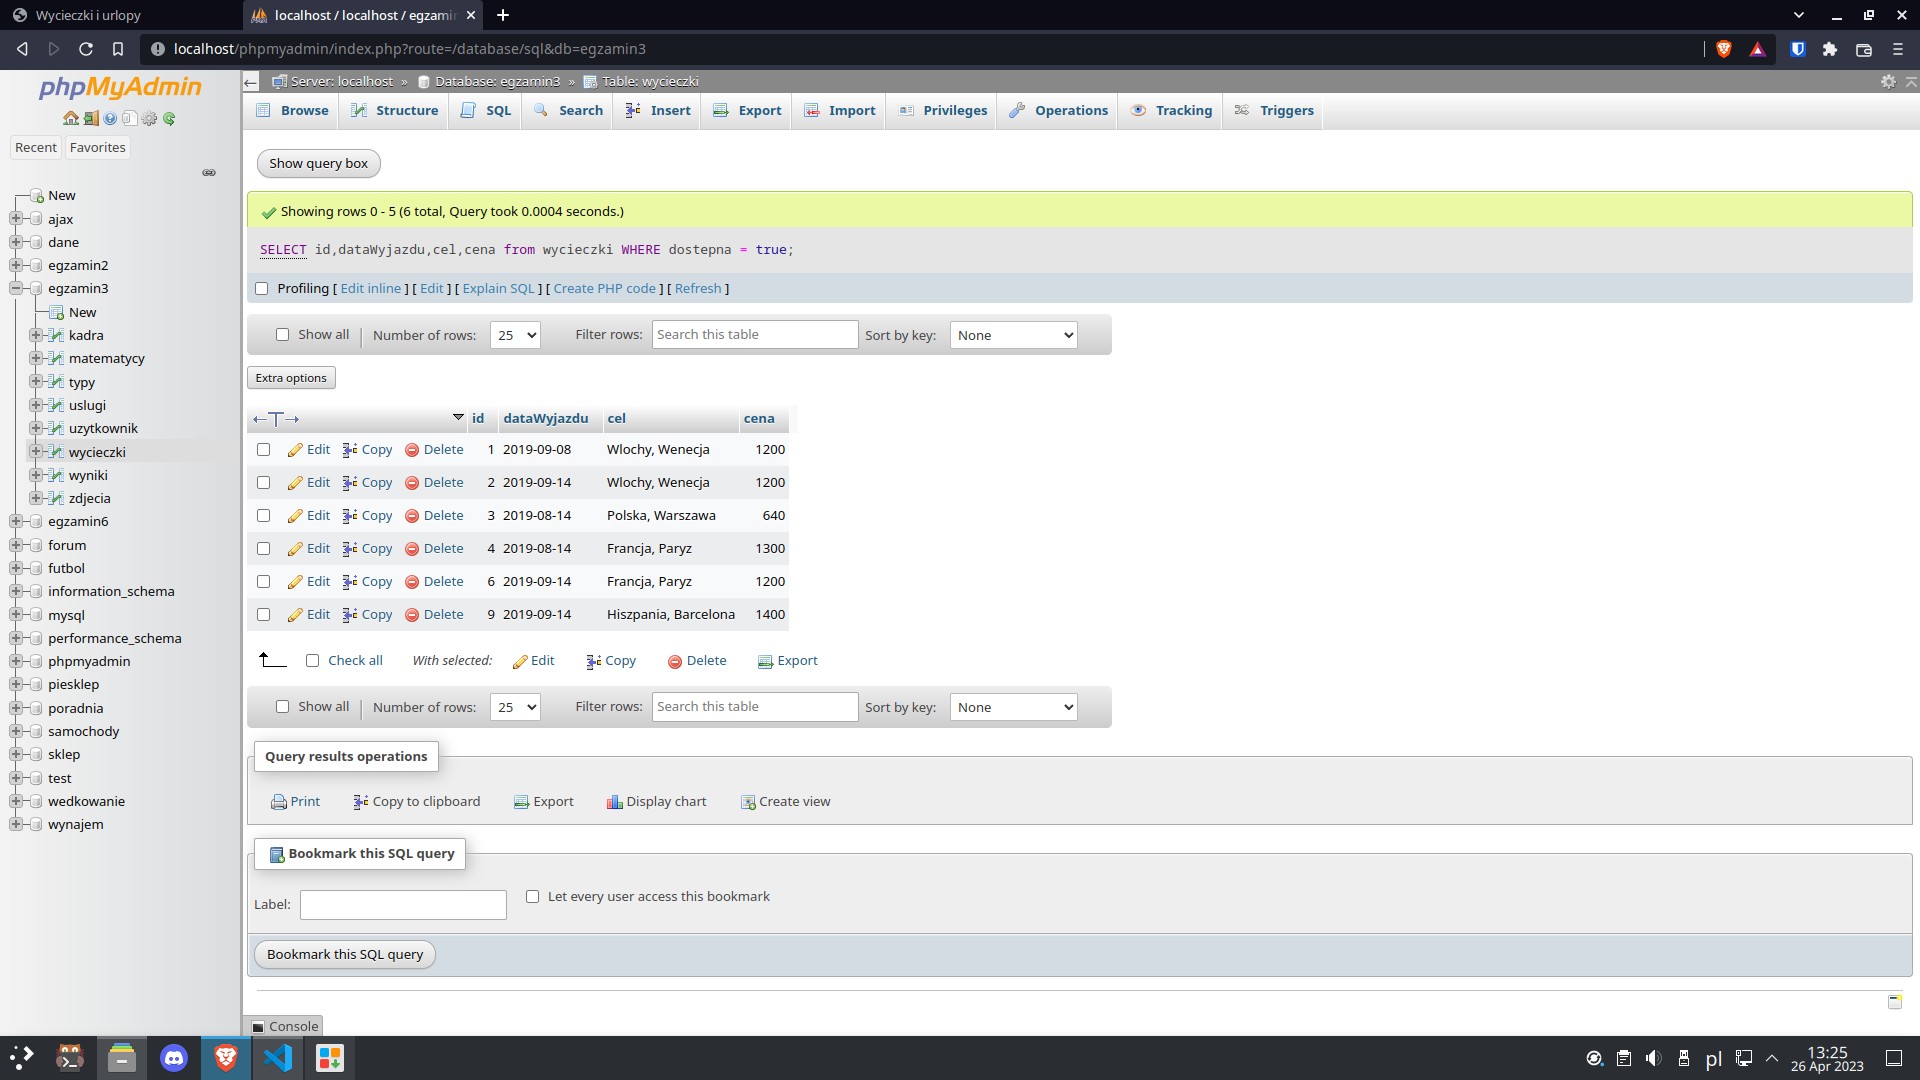 Wycieczki i urlopy
localhost / localhost / egzamin
localhost/phpmyadmin/index.php?route=/database/sql&db=egzamin3
phpMyAdmin
Recent
Favorites
New
ajax
dane
egzamin2
egzamin3
New
kadra
matematycy
typy
uslugi
uzytkownik
wycieczki
wyniki
zdjecia
egzamin6
forum
futbol
information_schema
mysql
performance_schema
phpmyadmin
piesklep
poradnia
samochody
sklep
test
wedkowanie
wynajem
Server: localhost » Database: egzamin3 » Table: wycieczki
Browse Structure SQL Search Insert Export Import Privileges Operations Tracking Triggers
Show query box
Showing rows 0 - 5 (6 total, Query took 0.0004 seconds.)
SELECT id,dataWyjazdu,cel,cena from wycieczki WHERE dostepna = true;
Profiling [ Edit inline ] [ Edit ] [ Explain SQL ] [ Create PHP code ] [ Refresh ]
Show all Number of rows: 25 Filter rows: Search this table Sort by key: None
Extra options
id dataWyjazdu cel cena
Edit Copy Delete 1 2019-09-08 Wlochy, Wenecja 1200
Edit Copy Delete 2 2019-09-14 Wlochy, Wenecja 1200
Edit Copy Delete 3 2019-08-14 Polska, Warszawa 640
Edit Copy Delete 4 2019-08-14 Francja, Paryz 1300
Edit Copy Delete 6 2019-09-14 Francja, Paryz 1200
Edit Copy Delete 9 2019-09-14 Hiszpania, Barcelona 1400
Check all With selected: Edit Copy Delete Export
Show all Number of rows: 25 Filter rows: Search this table Sort by key: None
Query results operations
Print Copy to clipboard Export Display chart Create view
Bookmark this SQL query
Label: Let every user access this bookmark
Bookmark this SQL query
Console
pl
13:25
26 Apr 2023